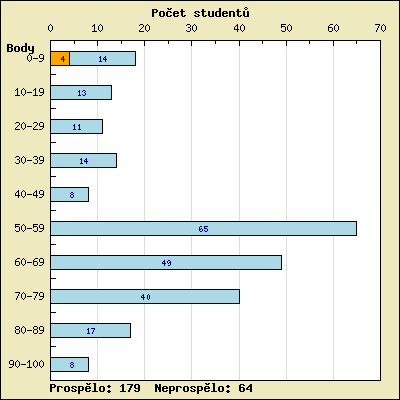 Počet studentů
0 10 20 30 40 50 60 70
Body
0-9 4 14
10-19 13
20-29 11
30-39 14
40-49 8
50-59 65
60-69 49
70-79 40
80-89 17
90-100 8
Prospělo: 179 Neprospělo: 64